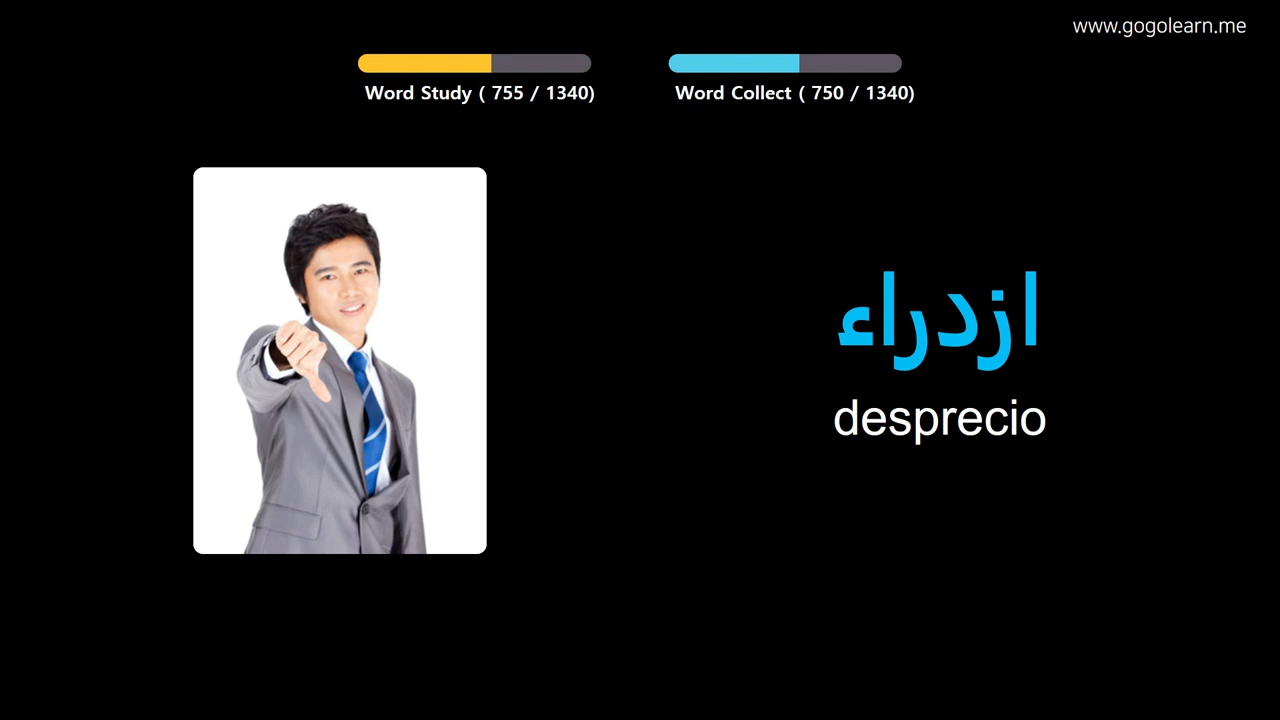 www.gogolearn.me
Word Study ( 755 / 1340)
Word Collect ( 750 / 1340)
ازدراء
desprecio